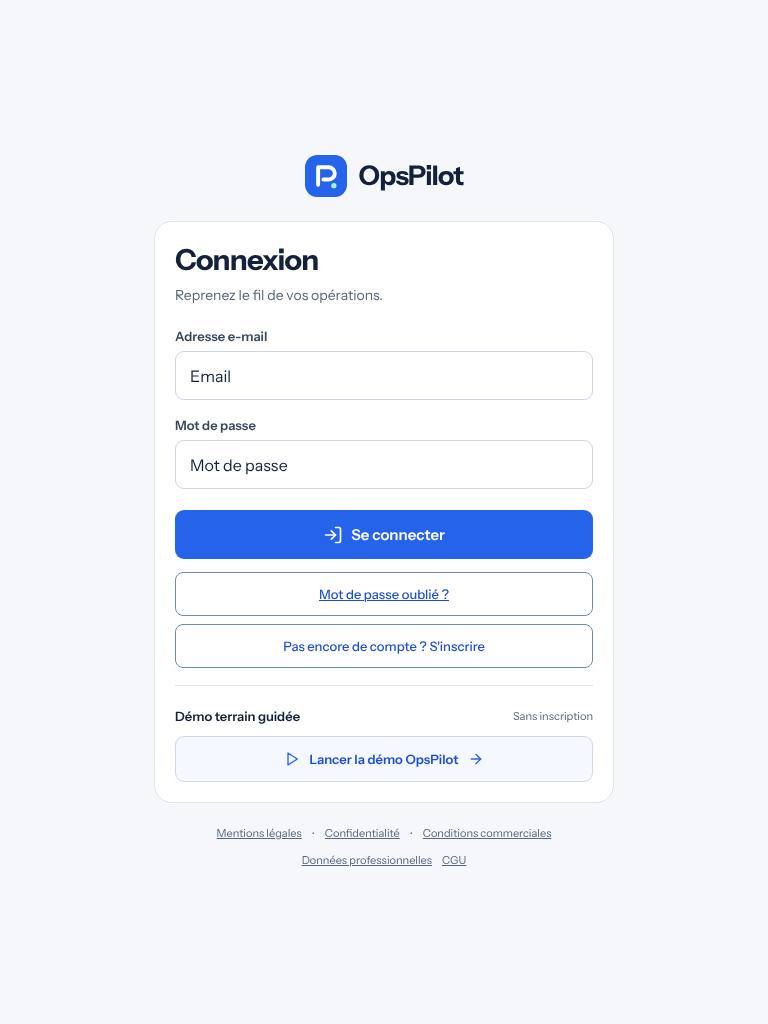 OpsPilot
Connexion
Reprenez le fil de vos opérations.
Adresse e-mail
Email
Mot de passe
Mot de passe
Se connecter
Mot de passe oublié ?
Pas encore de compte ? S'inscrire
Démo terrain guidée Sans inscription
Lancer la démo OpsPilot
Mentions légales · Confidentialité · Conditions commerciales
Données professionnelles CGU